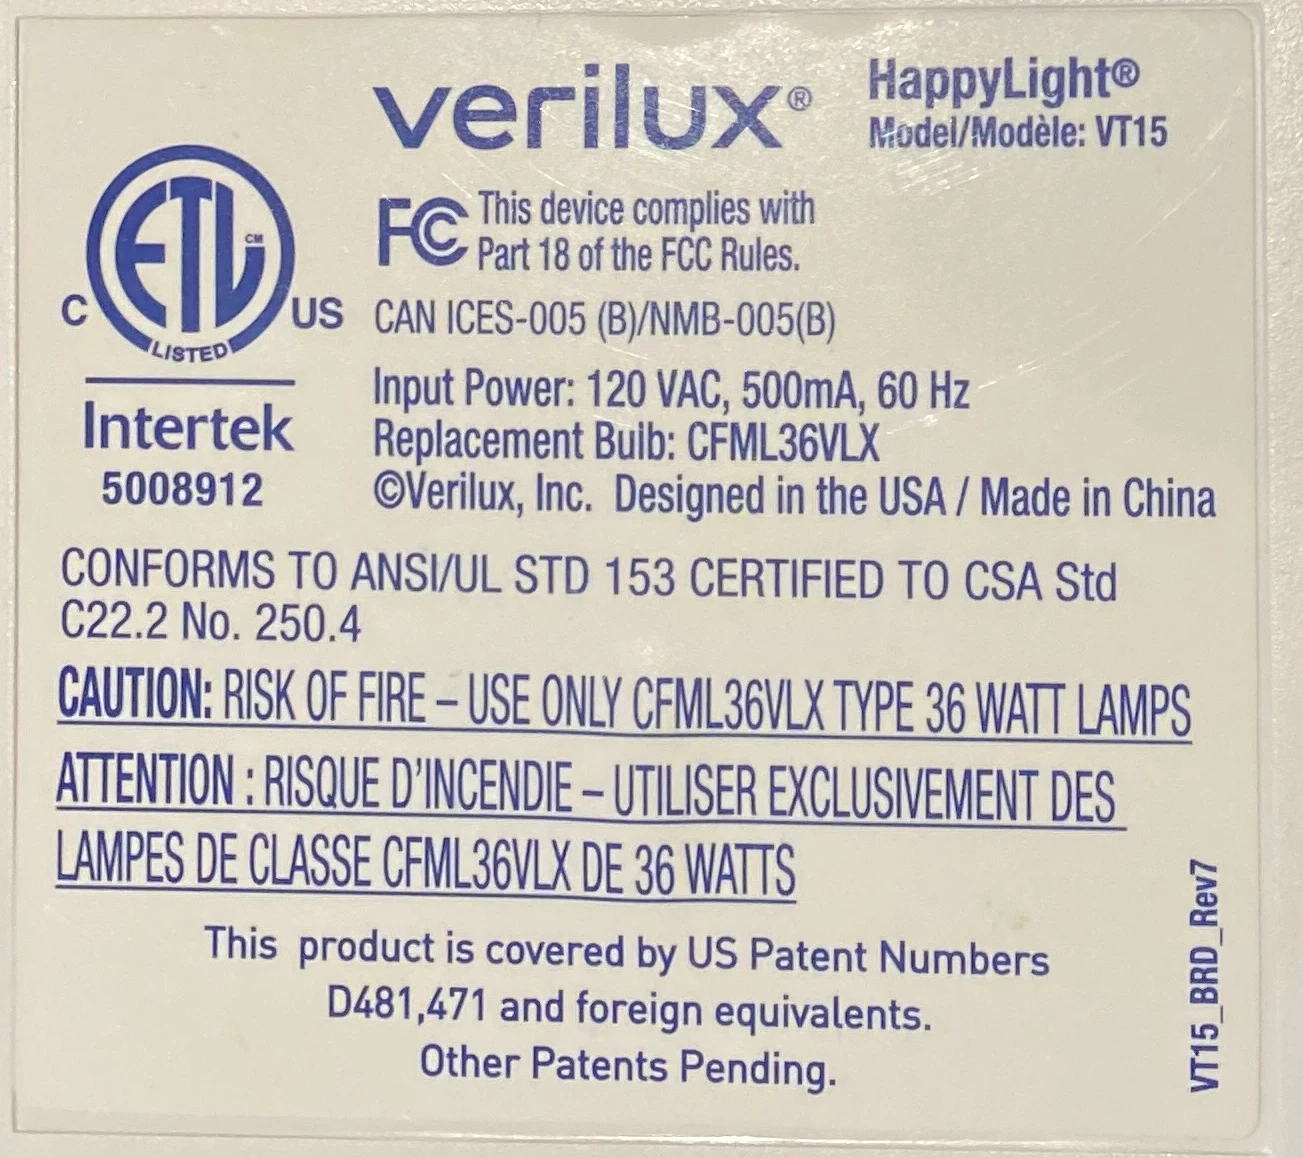 verilux®
HappyLight®
Model/Modèle: VT15
ETL CM
C US
LISTED
Intertek
5008912
FC This device complies with
Part 18 of the FCC Rules.
CAN ICES-005 (B)/NMB-005(B)
Input Power: 120 VAC, 500mA, 60 Hz
Replacement Bulb: CFML36VLX
©Verilux, Inc. Designed in the USA / Made in China
CONFORMS TO ANSI/UL STD 153 CERTIFIED TO CSA Std
C22.2 No. 250.4
CAUTION: RISK OF FIRE – USE ONLY CFML36VLX TYPE 36 WATT LAMPS
ATTENTION : RISQUE D'INCENDIE – UTILISER EXCLUSIVEMENT DES
LAMPES DE CLASSE CFML36VLX DE 36 WATTS
This product is covered by US Patent Numbers
D481,471 and foreign equivalents.
Other Patents Pending.
VT15_BRD_Rev7